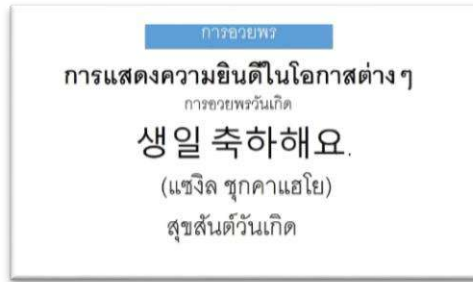 การอวยพร
การแสดงความยินดีในโอกาสต่างๆ
การอวยพรวันเกิด
생일 축하해요.
(แซงิล ชุกคาแฮโย)
สุขสันต์วันเกิด